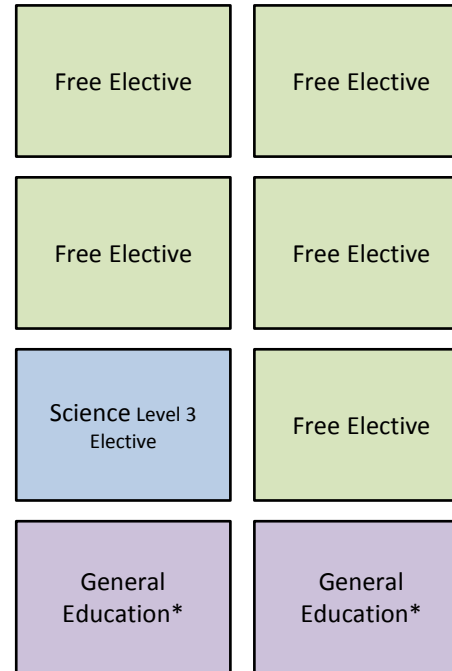 Free Elective
Free Elective
Free Elective
Free Elective
Science Level 3
Elective
Free Elective
General
Education*
General
Education*